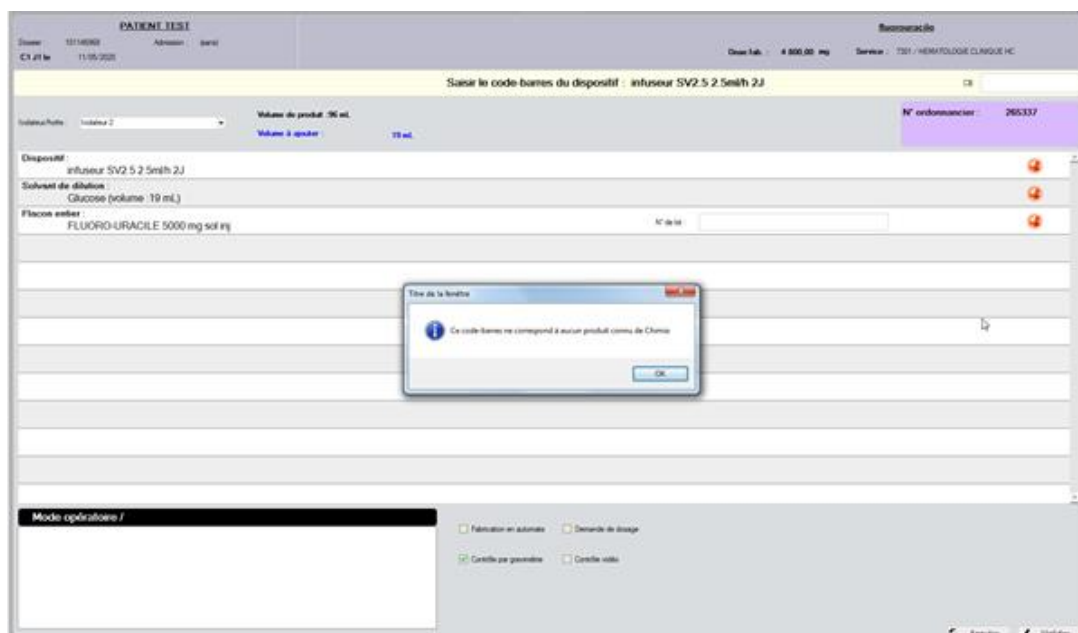 PATIENT TEST
fluorouracile
Dossier :
Admission :
C1 J1 le 11/05/2020
Dose fab. : 4 800,00 mg
Service : 7301 / HEMATOLOGIE CLINIQUE HC
Saisir le code-barres du dispositif : infuseur SV2.5 2.5ml/h 2J
CB
Isolateur/hotte : Isolateur 2
Volume de produit :96 mL
Volume à ajouter : 19 mL
N° ordonnancier : 265337
Dispositif :
infuseur SV2.5 2.5ml/h 2J
Solvant de dilution :
Glucose (volume :19 mL)
Flacon entier :
FLUORO-URACILE 5000 mg sol inj
N° de lot :
Titre de la fenêtre
Ce code-barres ne correspond à aucun produit connu de Chimio
OK
Mode opératoire /
Fabrication en automate
Demande de dosage
Contrôle par gravimétrie
Contrôle vidéo